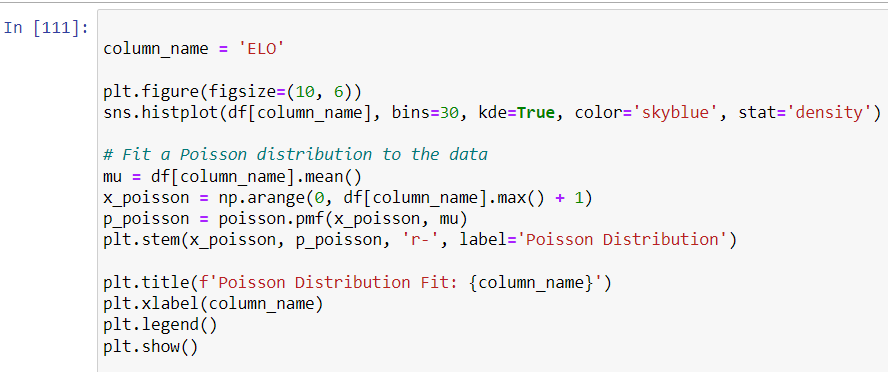 In [111]:
column_name = 'ELO'
plt.figure(figsize=(10, 6))
sns.histplot(df[column_name], bins=30, kde=True, color='skyblue', stat='density')
# Fit a Poisson distribution to the data
mu = df[column_name].mean()
x_poisson = np.arange(0, df[column_name].max() + 1)
p_poisson = poisson.pmf(x_poisson, mu)
plt.stem(x_poisson, p_poisson, 'r-', label='Poisson Distribution')
plt.title(f'Poisson Distribution Fit: {column_name}')
plt.xlabel(column_name)
plt.legend()
plt.show()